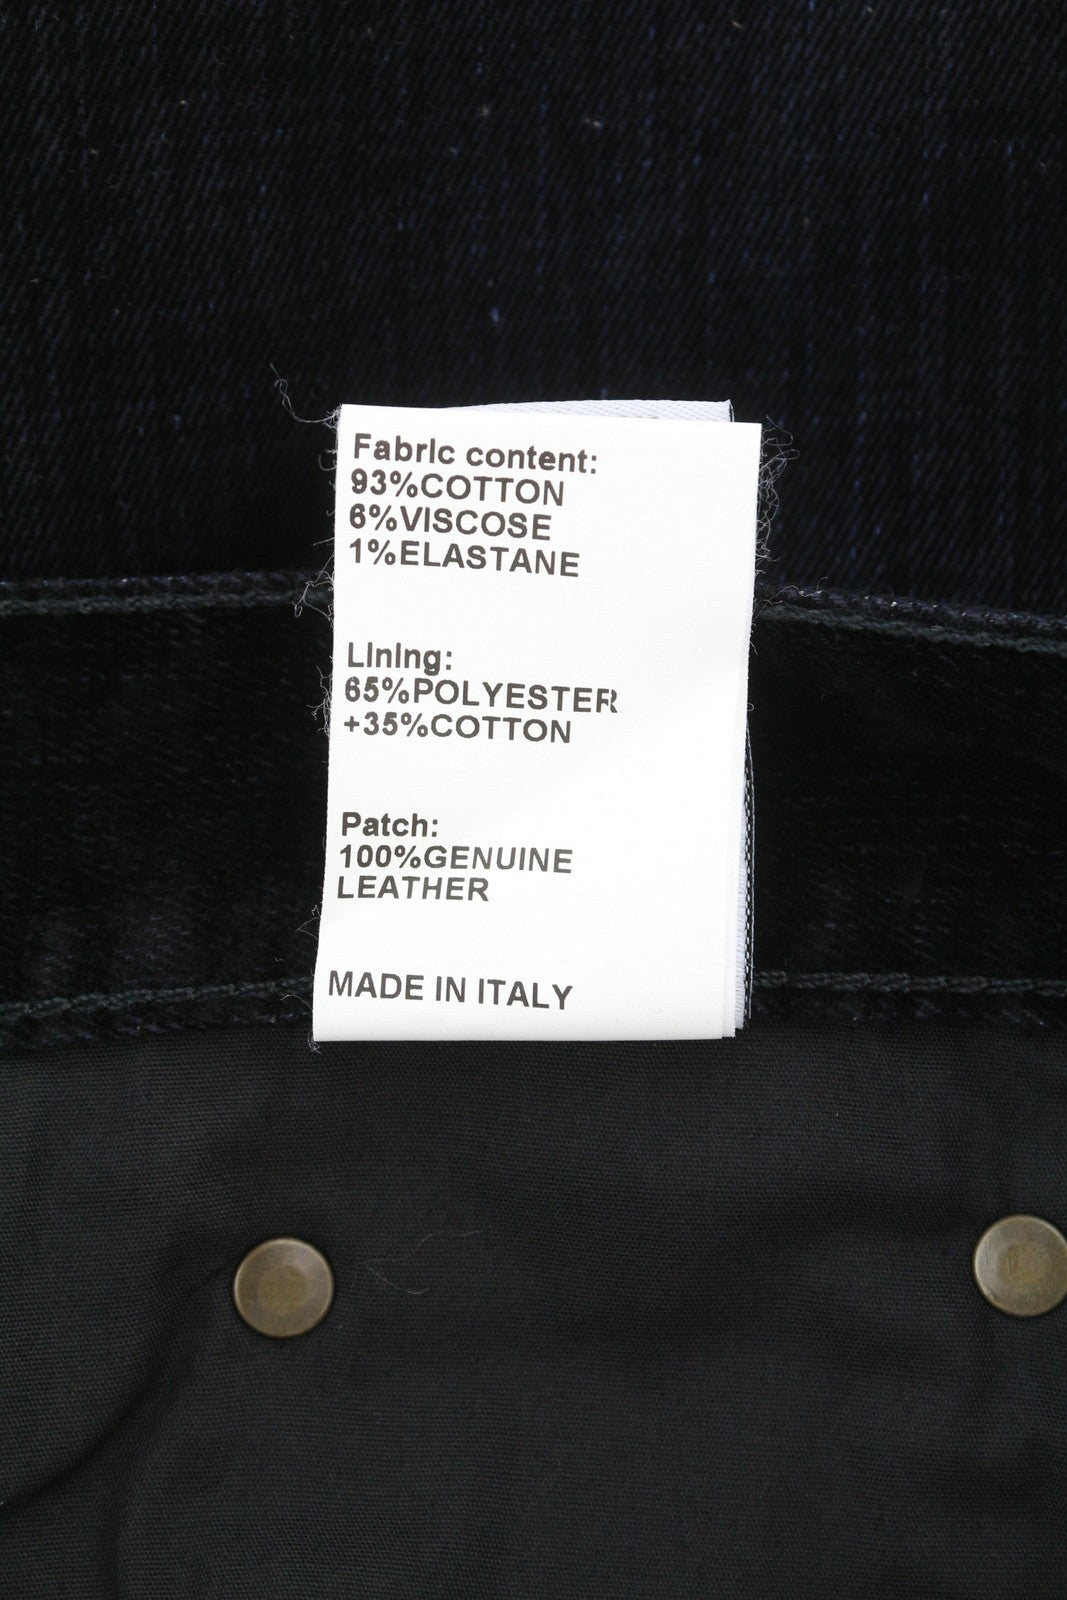 Fabric content:
93%COTTON
6%VISCOSE
1%ELASTANE
Lining:
65%POLYESTER
+35%COTTON
Patch:
100%GENUINE
LEATHER
MADE IN ITALY